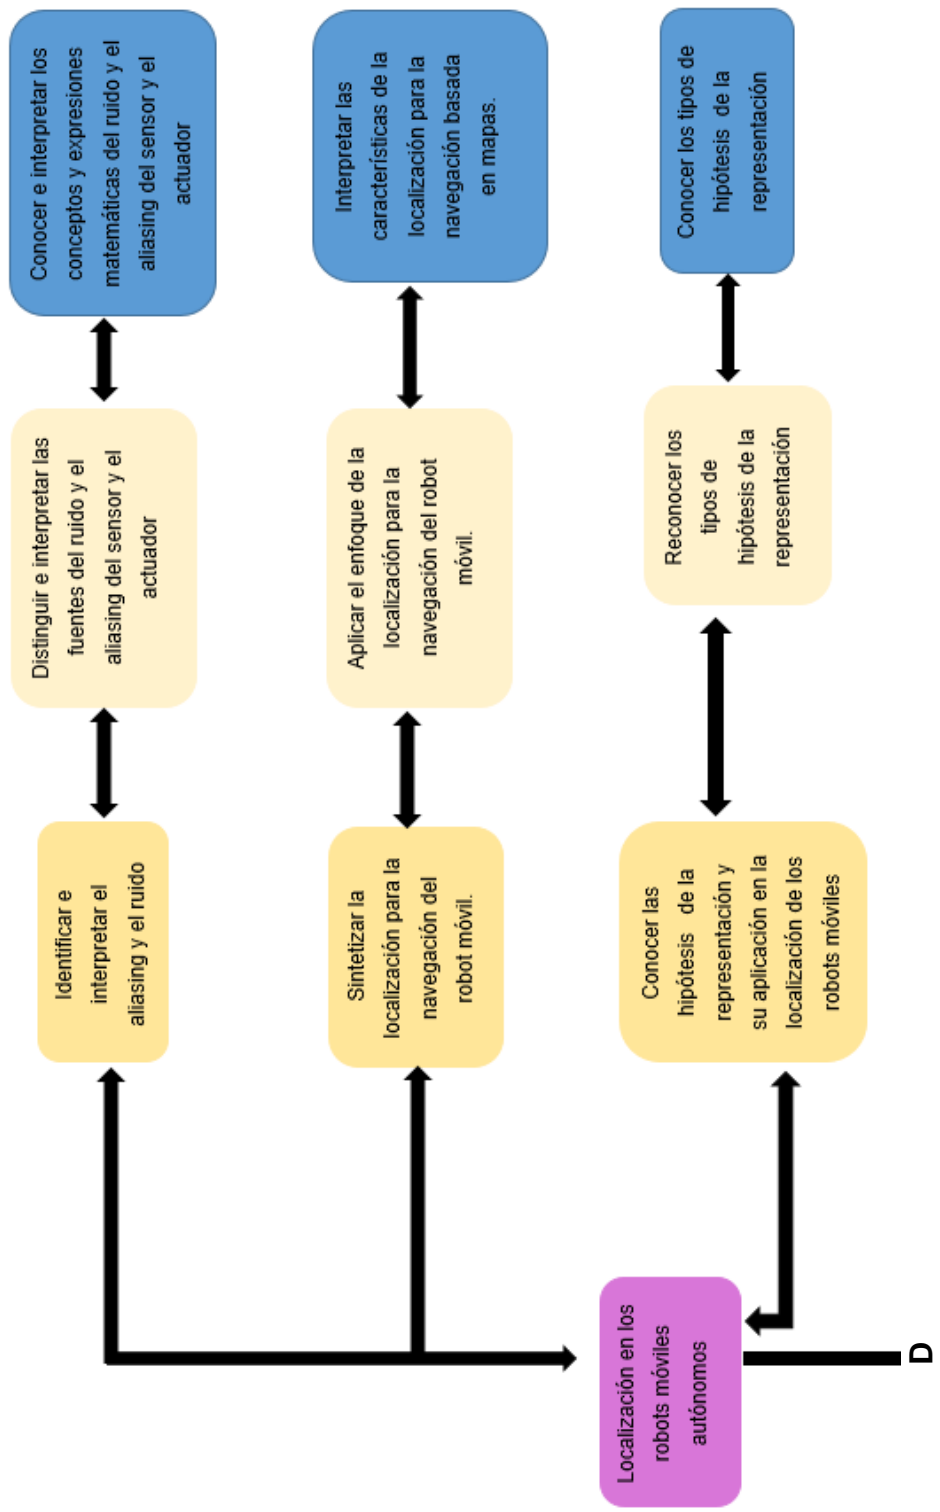 Conocer e interpretar los
conceptos y expresiones
matemáticas del ruido y el
aliasing del sensor y el
actuador
Interpretar las
características de la
localización para la
navegación basada
en mapas.
Conocer los tipos de
hipótesis de la
representación
Distinguir e interpretar las
fuentes del ruido y el
aliasing del sensor y el
actuador
Aplicar el enfoque de la
localización para la
navegación del robot
móvil.
Reconocer los
tipos de
hipótesis de la
representación
Identificar e
interpretar el
aliasing y el ruido
Sintetizar la
localización para la
navegación del
robot móvil.
Conocer las
hipótesis de la
representación y
su aplicación en la
localización de los
robots móviles
Localización en los
robots móviles
autónomos
D